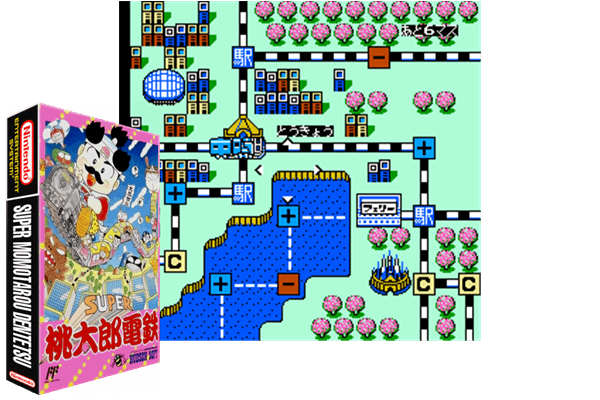 Nintendo
ENTERTAINMENT
SYSTEM
SUPER MOMOTAROU DENTETSU
Nintendo
SUPER
桃太郎電鉄
HUDSON SOFT
あと6マス
駅
−
とうきょう
+
+
駅
フェリー
駅
+
C
+
−
C
C